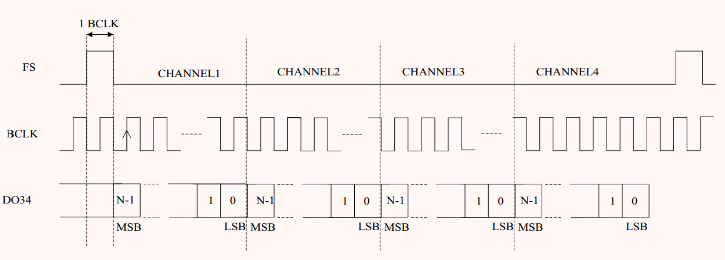 1 BCLK
FS
CHANNEL1 CHANNEL2 CHANNEL3 CHANNEL4
BCLK
DO34
N-1 1 0 N-1 1 0 N-1 1 0 N-1 1 0
MSB LSB MSB LSB MSB LSB MSB LSB